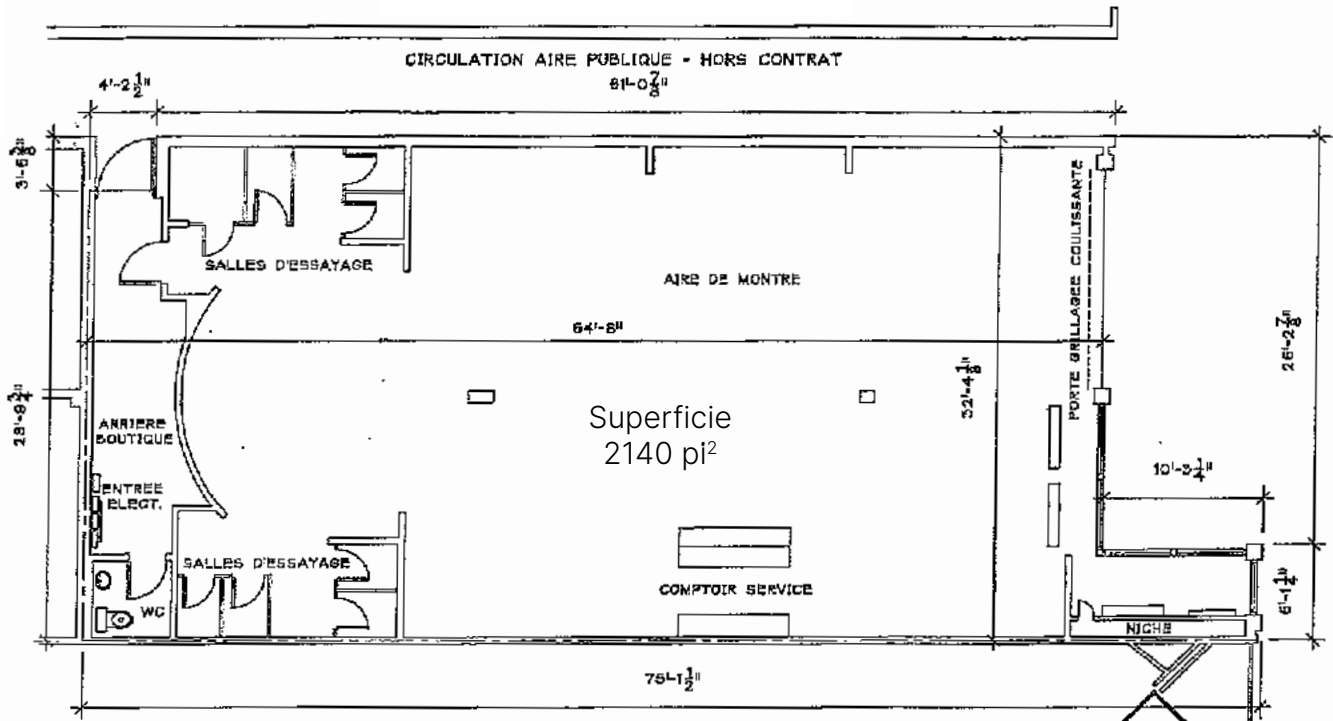 CIRCULATION AIRE PUBLIQUE - HORS CONTRAT
4'-2 1/2"
61'-0 7/8"
3'-6 3/8"
SALLES D'ESSAYAGE
AIRE DE MONTRE
PORTE GRILLAGEE COULISSANTE
64'-8"
26'-2 7/8"
32'-4 1/8"
28'-9 3/4"
Superficie
2140 pi²
ARRIERE
BOUTIQUE
10'-3 1/4"
ENTREE
ELECT.
SALLES D'ESSAYAGE
COMPTOIR SERVICE
6'-1 1/4"
WC
NICHE
75'-1 1/2"